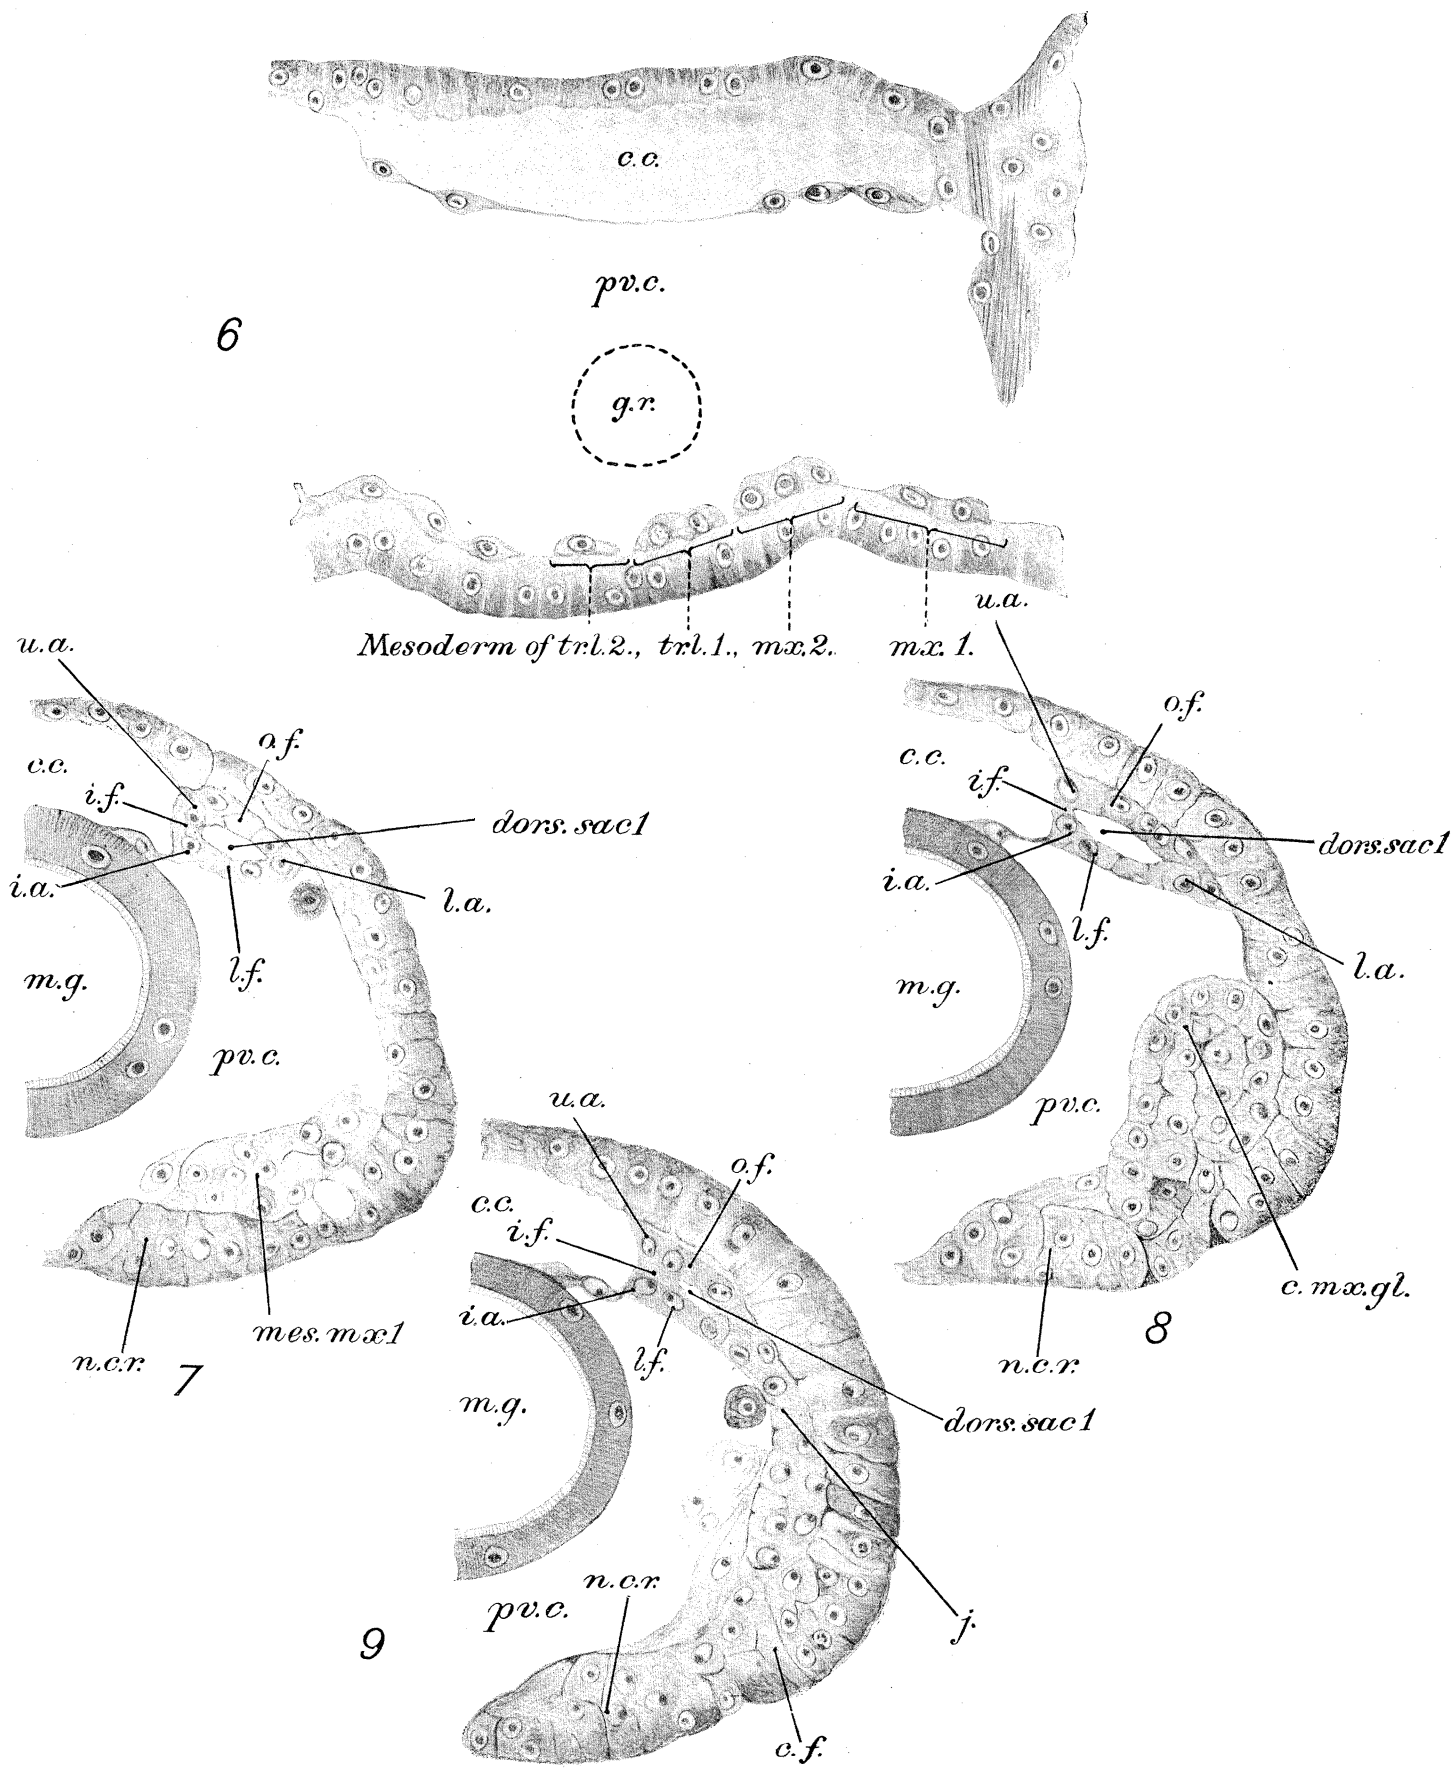 c.c.
pv.c.
6
g.r.
Mesoderm of trl.2., trl.1., mx.2. mx.1.
u.a.
o.f.
c.c.
i.f.
dors.sac1
i.a.
l.a.
l.f.
m.g.
pv.c.
mes.mx1
n.c.r.
7
u.a.
o.f.
c.c.
i.f.
dors.sac1
i.a.
l.f.
l.a.
m.g.
pv.c.
c.mx.gl.
n.c.r.
8
u.a.
o.f.
c.c.
i.f.
i.a.
l.f.
m.g.
dors.sac1
n.c.r.
pv.c.
j.
9
c.f.